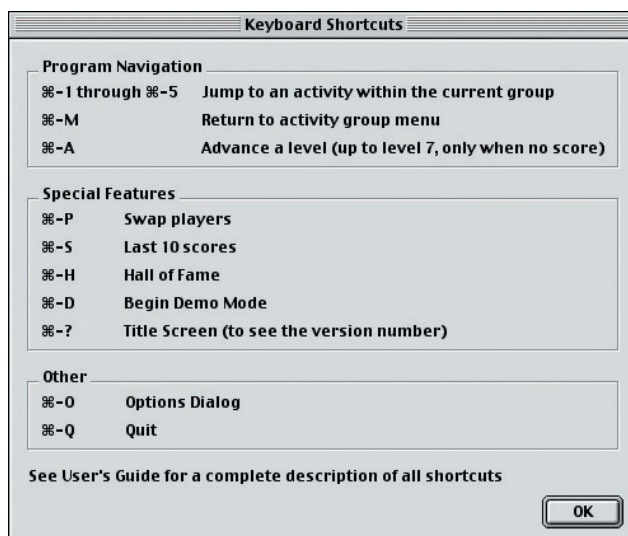 Keyboard Shortcuts
Program Navigation
⌘-1 through ⌘-5 Jump to an activity within the current group
⌘-M Return to activity group menu
⌘-A Advance a level (up to level 7, only when no score)
Special Features
⌘-P Swap players
⌘-S Last 10 scores
⌘-H Hall of Fame
⌘-D Begin Demo Mode
⌘-? Title Screen (to see the version number)
Other
⌘-O Options Dialog
⌘-Q Quit
See User's Guide for a complete description of all shortcuts
OK